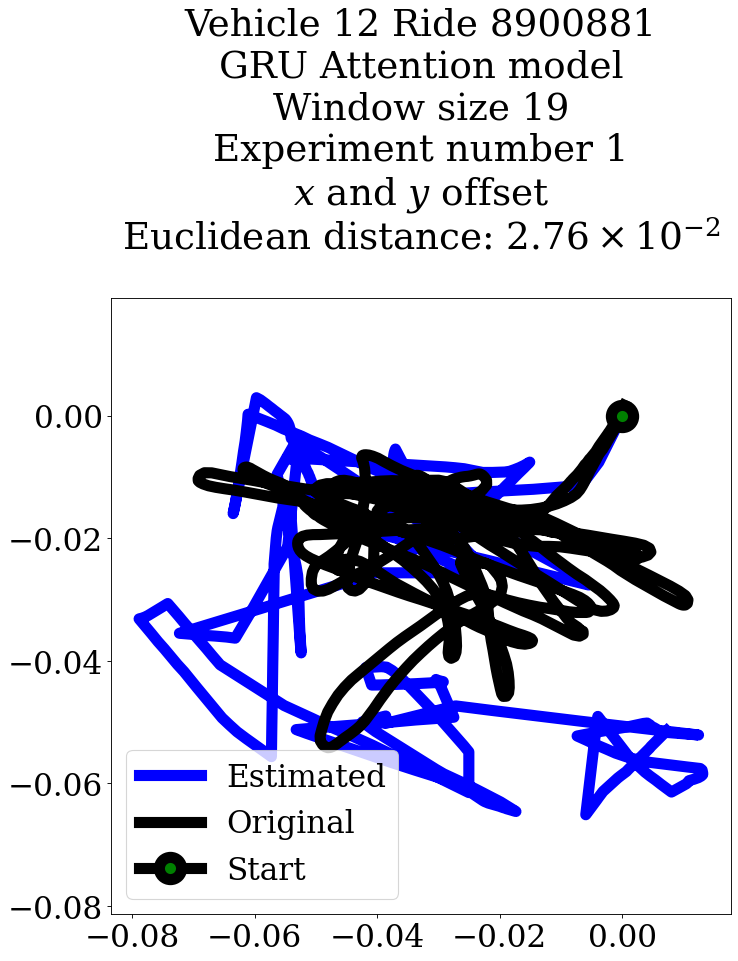 Vehicle 12 Ride 8900881
GRU Attention model
Window size 19
Experiment number 1
x and y offset
Euclidean distance: 2.76 × 10⁻²
0.00
−0.02
−0.04
−0.06
−0.08
Estimated
Original
Start
−0.08 −0.06 −0.04 −0.02 0.00